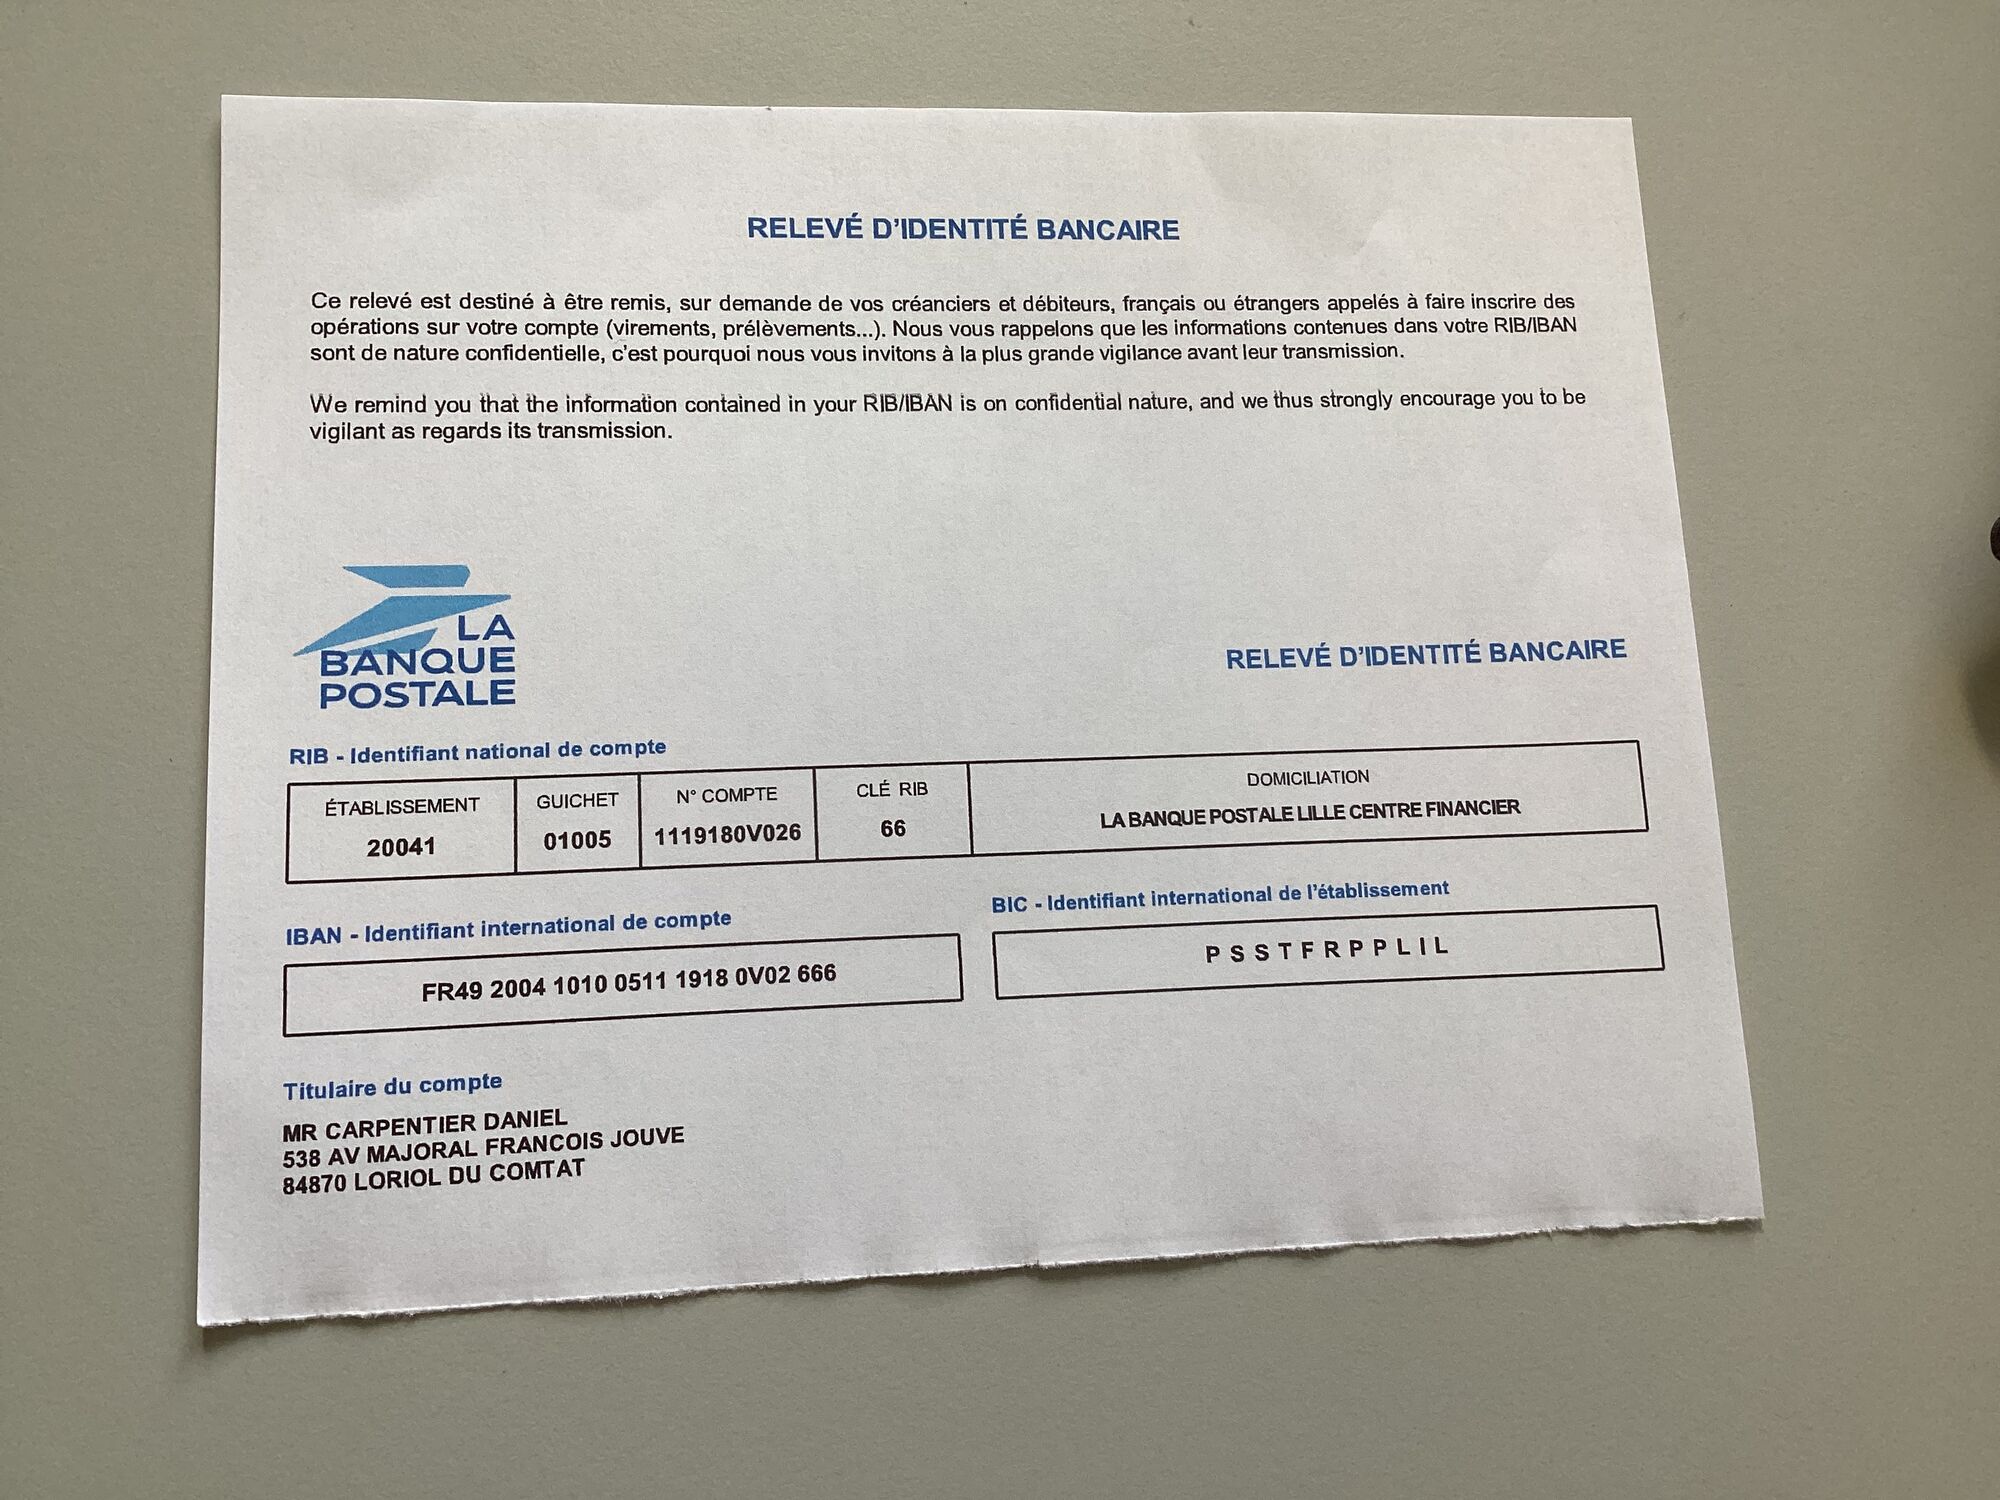 RELEVÉ D'IDENTITÉ BANCAIRE
Ce relevé est destiné à être remis, sur demande de vos créanciers et débiteurs, français ou étrangers appelés à faire inscrire des
opérations sur votre compte (virements, prélèvements...). Nous vous rappelons que les informations contenues dans votre RIB/IBAN
sont de nature confidentielle, c'est pourquoi nous vous invitons à la plus grande vigilance avant leur transmission.
We remind you that the information contained in your RIB/IBAN is on confidential nature, and we thus strongly encourage you to be
vigilant as regards its transmission.
LA
BANQUE
POSTALE
RELEVÉ D'IDENTITÉ BANCAIRE
RIB - Identifiant national de compte
ÉTABLISSEMENT GUICHET N° COMPTE CLÉ RIB DOMICILIATION
20041 01005 1119180V026 66 LA BANQUE POSTALE LILLE CENTRE FINANCIER
IBAN - Identifiant international de compte
FR49 2004 1010 0511 1918 0V02 666
BIC - Identifiant international de l'établissement
PSSTFRPPLIL
Titulaire du compte
MR CARPENTIER DANIEL
538 AV MAJORAL FRANCOIS JOUVE
84870 LORIOL DU COMTAT